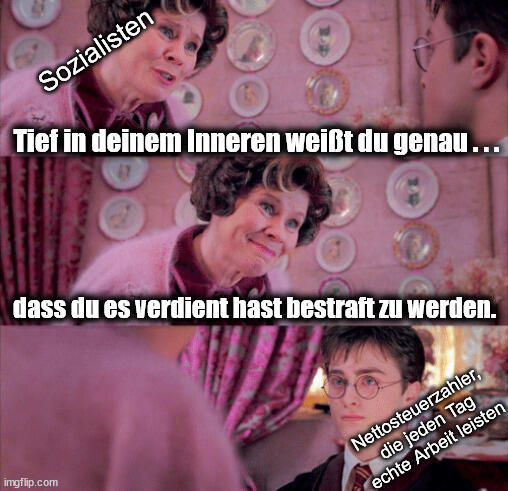 Sozialisten
Tief in deinem Inneren weißt du genau . . .
dass du es verdient hast bestraft zu werden.
Nettosteuerzahler,
die jeden Tag
echte Arbeit leisten
imgflip.com